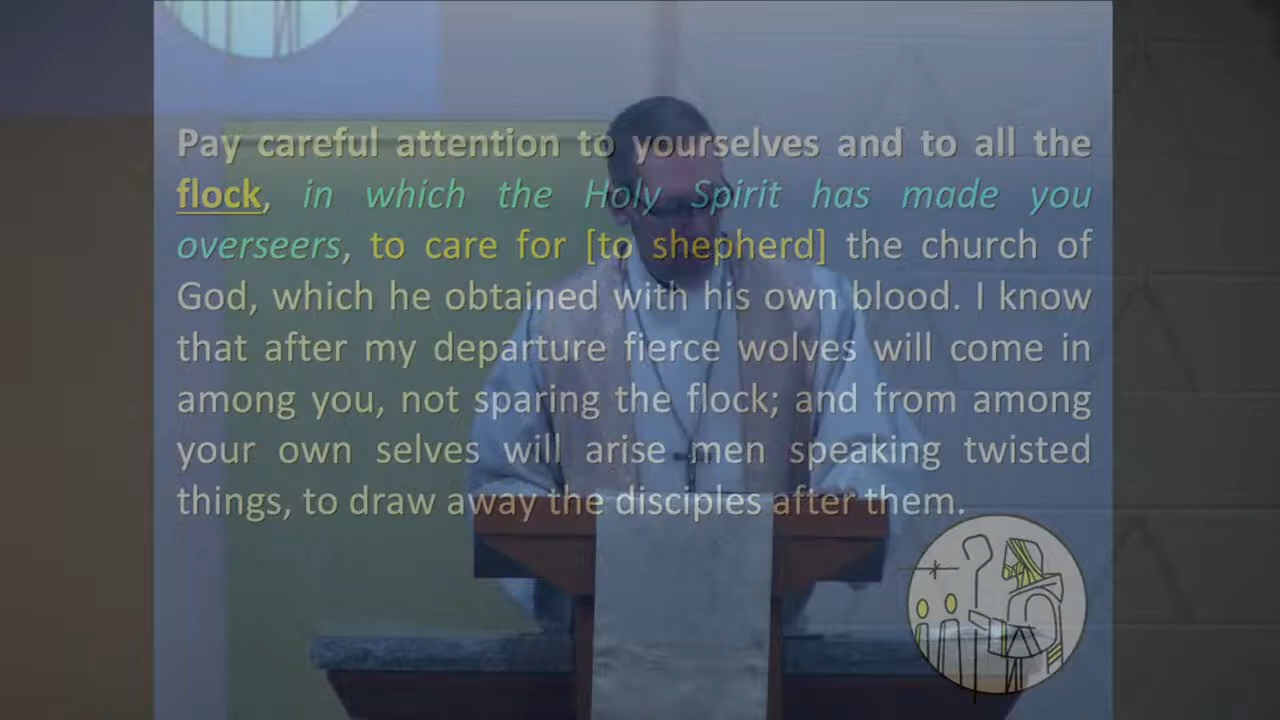 Pay careful attention to yourselves and to all the
flock, in which the Holy Spirit has made you
overseers, to care for [to shepherd] the church of
God, which he obtained with his own blood. I know
that after my departure fierce wolves will come in
among you, not sparing the flock; and from among
your own selves will arise men speaking twisted
things, to draw away the disciples after them.